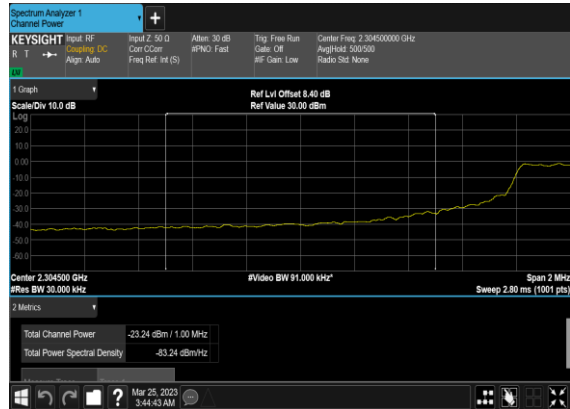 Spectrum Analyzer 1
Channel Power
+
KEYSIGHT Input: RF Input Z: 50 Ω Atten: 30 dB Trig: Free Run Center Freq: 2.304500000 GHz
R T Coupling: DC Corr CCorr #PNO: Fast Gate: Off Avg|Hold: 500/500
Align: Auto Freq Ref: Int (S) #IF Gain: Low Radio Std: None
1 Graph
Scale/Div 10.0 dB Ref Lvl Offset 8.40 dB
Ref Value 30.00 dBm
Log
20.0
10.0
0.00
-10.0
-20.0
-30.0
-40.0
-50.0
-60.0
Center 2.304500 GHz #Video BW 91.000 kHz* Span 2 MHz
#Res BW 30.000 kHz Sweep 2.80 ms (1001 pts)
2 Metrics
Total Channel Power -23.24 dBm / 1.00 MHz
Total Power Spectral Density -83.24 dBm/Hz
? Mar 25, 2023
3:44:43 AM